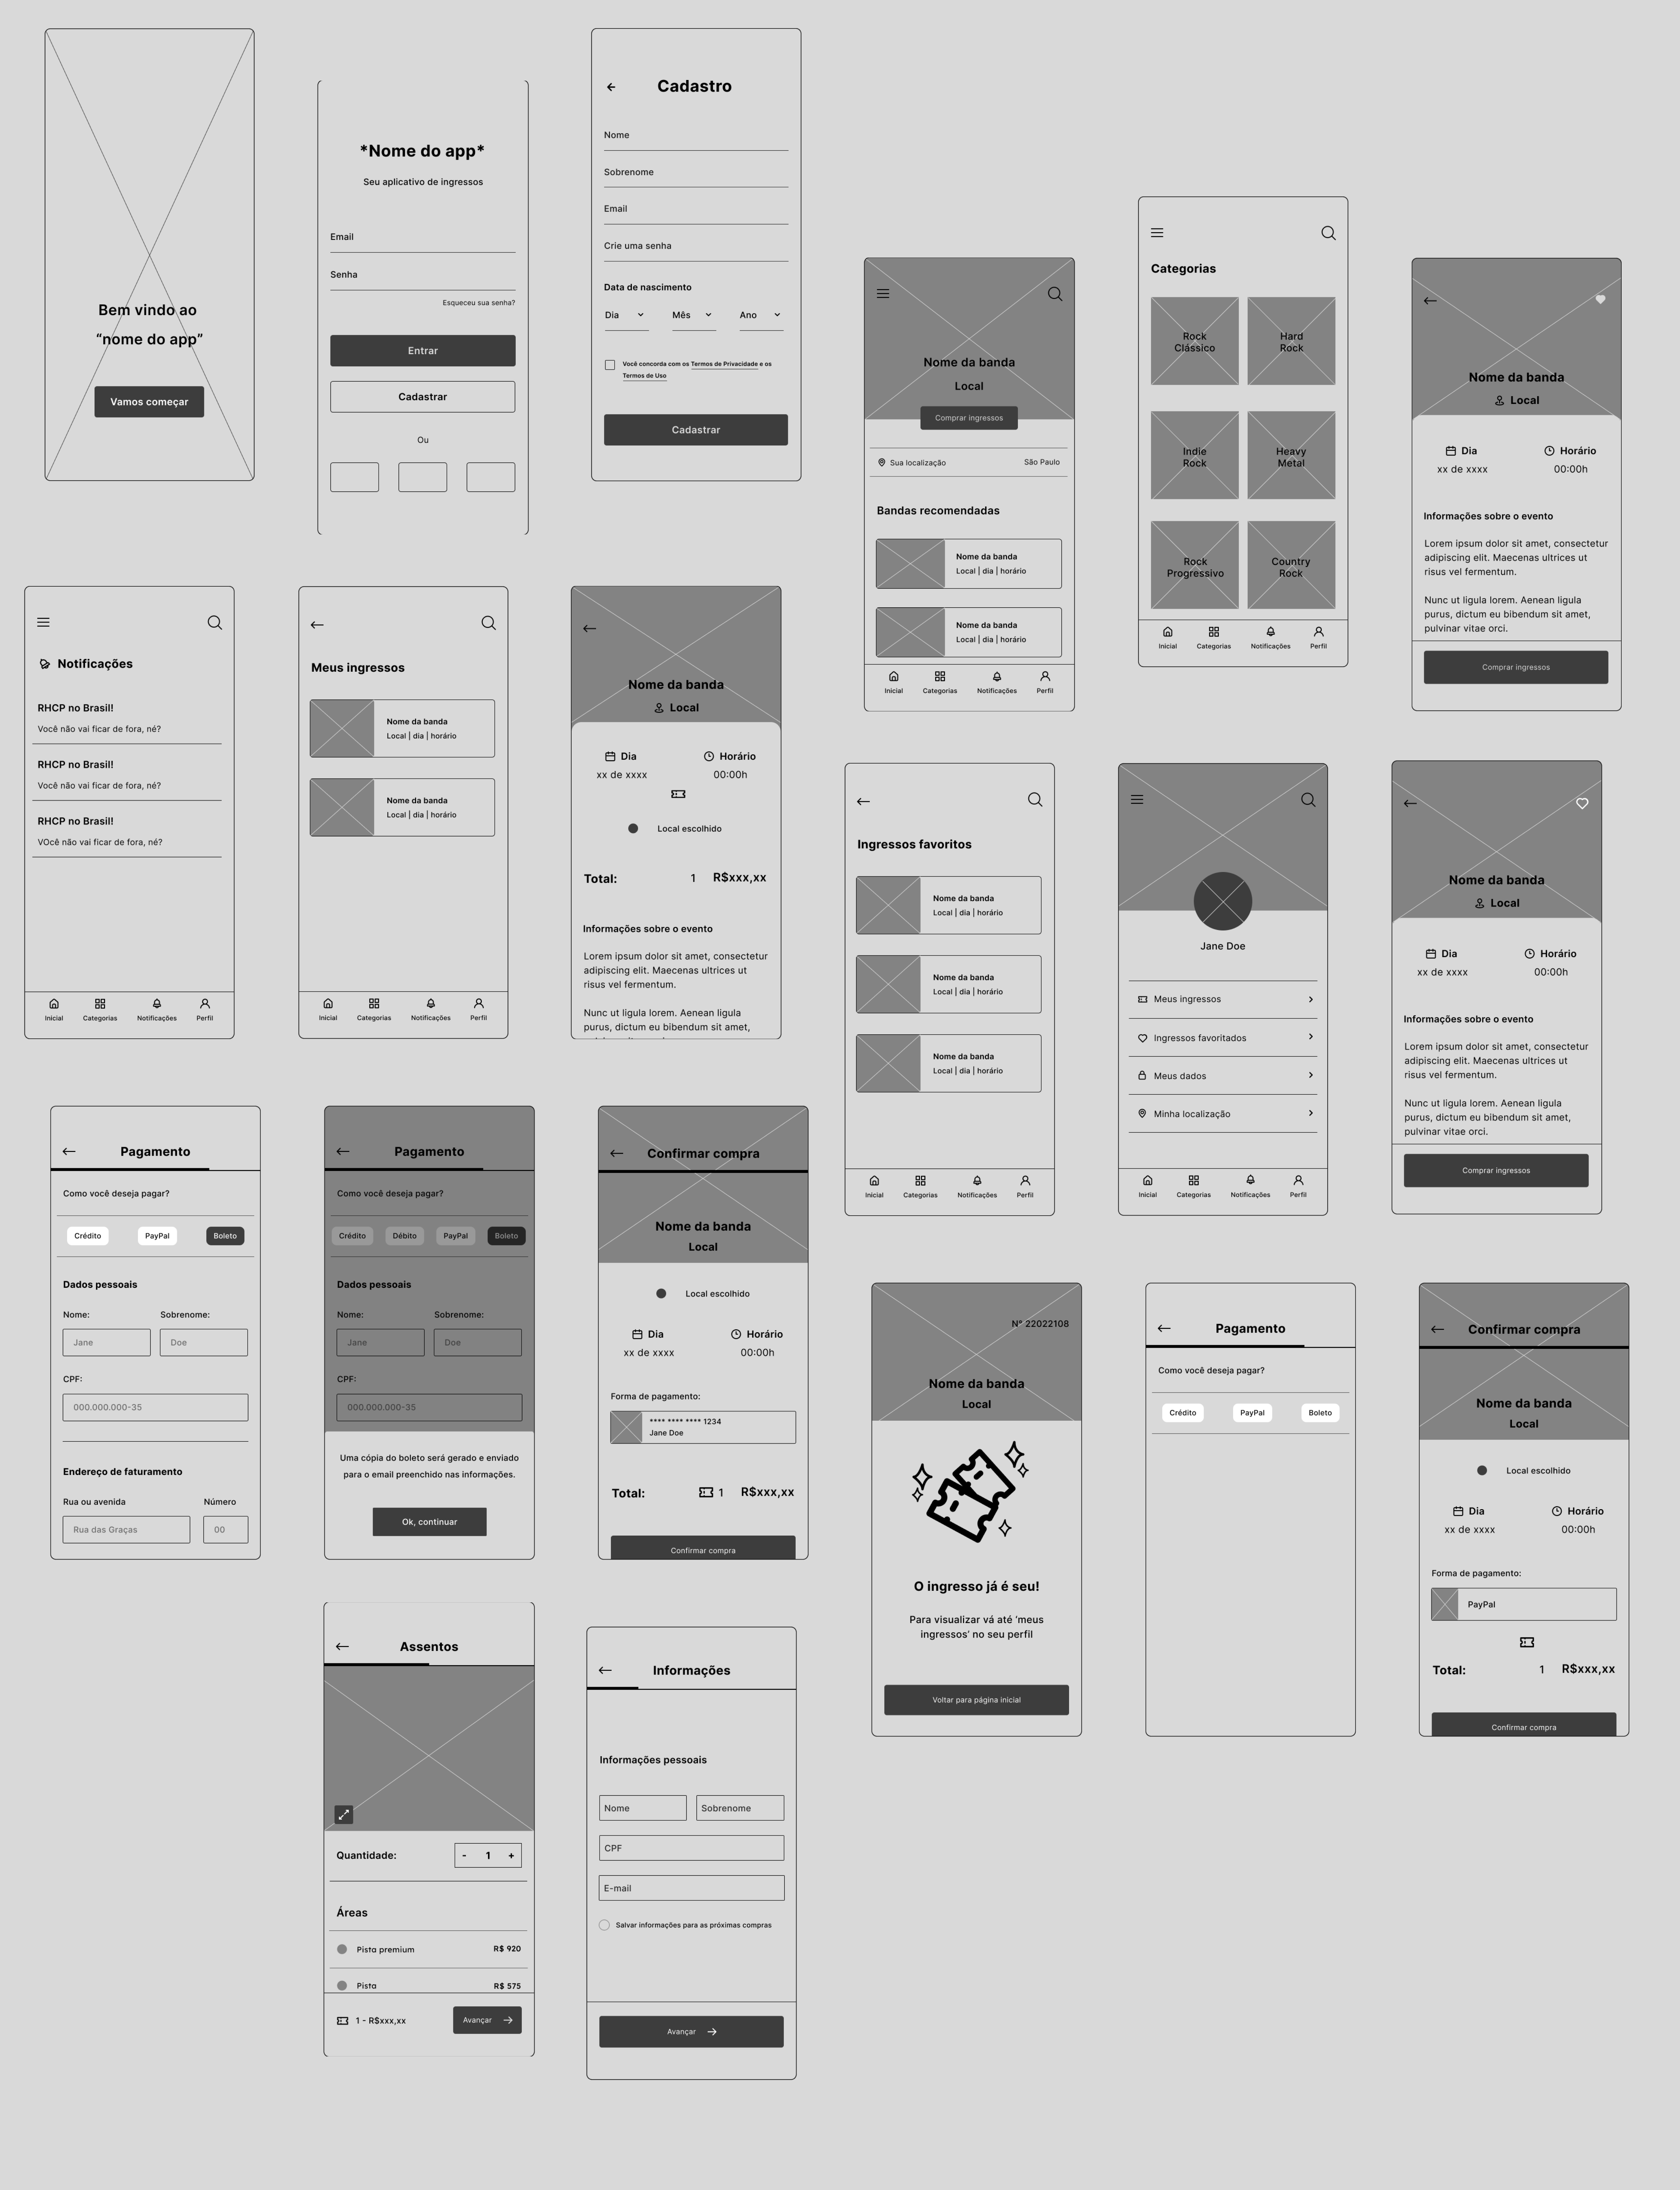 Bem vindo ao
“nome do app”
Vamos começar
*Nome do app*
Seu aplicativo de ingressos
Email
Senha
Esqueceu sua senha?
Entrar
Cadastrar
Ou
Cadastro
Nome
Sobrenome
Email
Crie uma senha
Data de nascimento
Dia Mês Ano
Você concorda com os Termos de Privacidade e os
Termos de Uso
Cadastrar
Nome da banda
Local
Comprar ingressos
Sua localização São Paulo
Bandas recomendadas
Nome da banda
Local | dia | horário
Nome da banda
Local | dia | horário
Inicial Categorias Notificações Perfil
Categorias
Rock
Clássico
Hard
Rock
Indie
Rock
Heavy
Metal
Rock
Progressivo
Country
Rock
Inicial Categorias Notificações Perfil
Nome da banda
Local
Dia Horário
xx de xxxx 00:00h
Informações sobre o evento
Lorem ipsum dolor sit amet, consectetur
adipiscing elit. Maecenas ultrices ut
risus vel fermentum.
Nunc ut ligula lorem. Aenean ligula
purus, dictum eu bibendum sit amet,
pulvinar vitae orci.
Comprar ingressos
Notificações
RHCP no Brasil!
Você não vai ficar de fora, né?
RHCP no Brasil!
Você não vai ficar de fora, né?
RHCP no Brasil!
VOcê não vai ficar de fora, né?
Inicial Categorias Notificações Perfil
Meus ingressos
Nome da banda
Local | dia | horário
Nome da banda
Local | dia | horário
Inicial Categorias Notificações Perfil
Nome da banda
Local
Dia Horário
xx de xxxx 00:00h
Local escolhido
Total: 1 R$xxx,xx
Informações sobre o evento
Lorem ipsum dolor sit amet, consectetur
adipiscing elit. Maecenas ultrices ut
risus vel fermentum.
Nunc ut ligula lorem. Aenean ligula
purus, dictum eu bibendum sit amet,
Ingressos favoritos
Nome da banda
Local | dia | horário
Nome da banda
Local | dia | horário
Nome da banda
Local | dia | horário
Inicial Categorias Notificações Perfil
Jane Doe
Meus ingressos
Ingressos favoritados
Meus dados
Minha localização
Inicial Categorias Notificações Perfil
Nome da banda
Local
Dia Horário
xx de xxxx 00:00h
Informações sobre o evento
Lorem ipsum dolor sit amet, consectetur
adipiscing elit. Maecenas ultrices ut
risus vel fermentum.
Nunc ut ligula lorem. Aenean ligula
purus, dictum eu bibendum sit amet,
pulvinar vitae orci.
Comprar ingressos
Pagamento
Como você deseja pagar?
Crédito PayPal Boleto
Dados pessoais
Nome: Sobrenome:
Jane Doe
CPF:
000.000.000-35
Endereço de faturamento
Rua ou avenida Número
Rua das Graças 00
Pagamento
Como você deseja pagar?
Crédito Débito PayPal Boleto
Dados pessoais
Nome: Sobrenome:
Jane Doe
CPF:
000.000.000-35
Uma cópia do boleto será gerado e enviado
para o email preenchido nas informações.
Ok, continuar
Confirmar compra
Nome da banda
Local
Local escolhido
Dia Horário
xx de xxxx 00:00h
Forma de pagamento:
**** **** **** 1234
Jane Doe
Total: 1 R$xxx,xx
Confirmar compra
N° 22022108
Nome da banda
Local
O ingresso já é seu!
Para visualizar vá até ‘meus
ingressos’ no seu perfil
Voltar para página inicial
Pagamento
Como você deseja pagar?
Crédito PayPal Boleto
Confirmar compra
Nome da banda
Local
Local escolhido
Dia Horário
xx de xxxx 00:00h
Forma de pagamento:
PayPal
Total: 1 R$xxx,xx
Confirmar compra
Assentos
Quantidade: - 1 +
Áreas
Pista premium R$ 920
Pista R$ 575
1 - R$xxx,xx Avançar
Informações
Informações pessoais
Nome Sobrenome
CPF
E-mail
Salvar informações para as próximas compras
Avançar